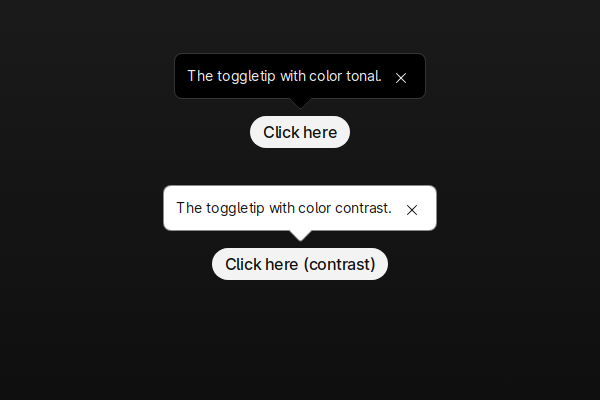 The toggletip with color tonal.
Click here
The toggletip with color contrast.
Click here (contrast)